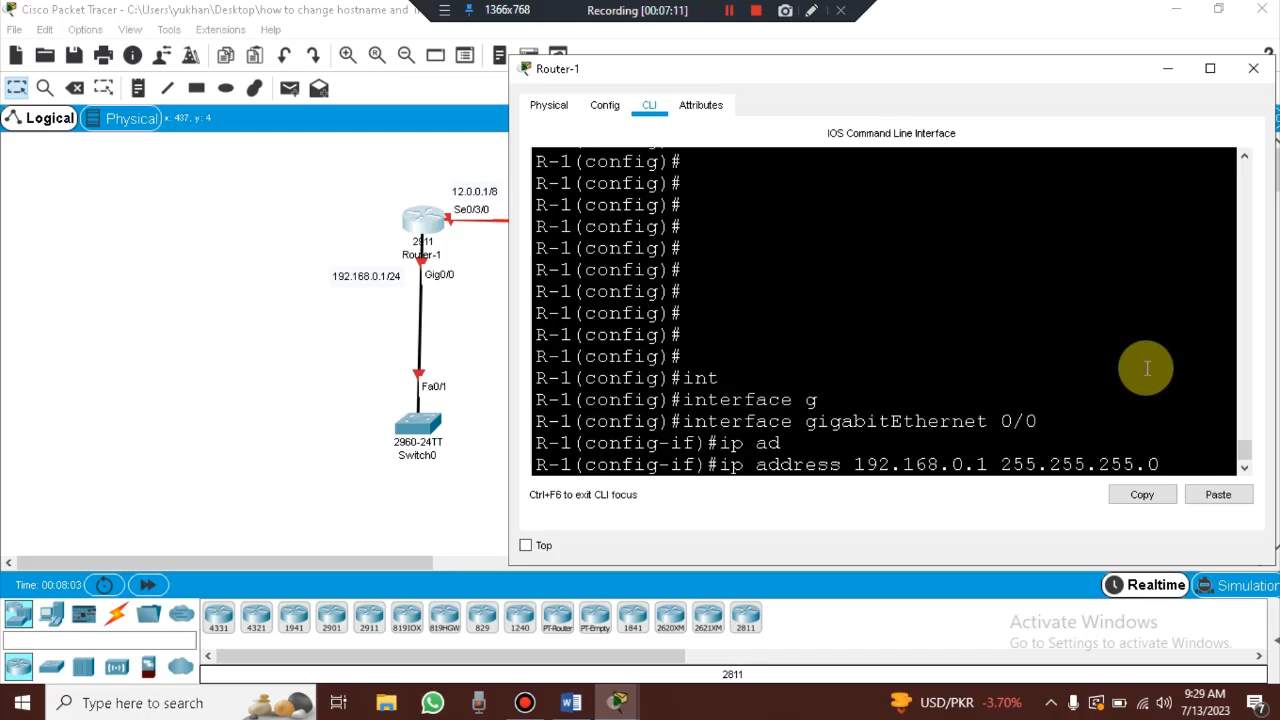 Cisco Packet Tracer - C:\Users\yukhan\Desktop\how to change hostname and
1366x768
Recording [00:07:11]
File Edit Options View Tools Extensions Help
Router-1
Logical
Physical
x: 437, y: 4
Physical Config CLI Attributes
IOS Command Line Interface
R-1(config)#
R-1(config)#
R-1(config)#
R-1(config)#
R-1(config)#
R-1(config)#
R-1(config)#
R-1(config)#
R-1(config)#
R-1(config)#
R-1(config)#int
R-1(config)#interface g
R-1(config)#interface gigabitEthernet 0/0
R-1(config-if)#ip ad
R-1(config-if)#ip address 192.168.0.1 255.255.255.0
Ctrl+F6 to exit CLI focus
Copy
Paste
Top
12.0.0.1/8
Se0/3/0
2911
Router-1
192.168.0.1/24
Gig0/0
Fa0/1
2960-24TT
Switch0
Time: 00:08:03
Realtime
Simulation
4331 4321 1941 2901 2911 819IOX 819HGW 829 1240 PT-Router PT-Empty 1841 2620XM 2621XM 2811
Activate Windows
Go to Settings to activate Windows.
2811
Type here to search
USD/PKR -3.70%
9:29 AM
7/13/2023
7